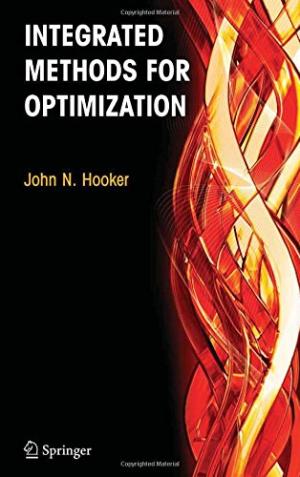 INTEGRATED
METHODS FOR
OPTIMIZATION
John N. Hooker
Springer